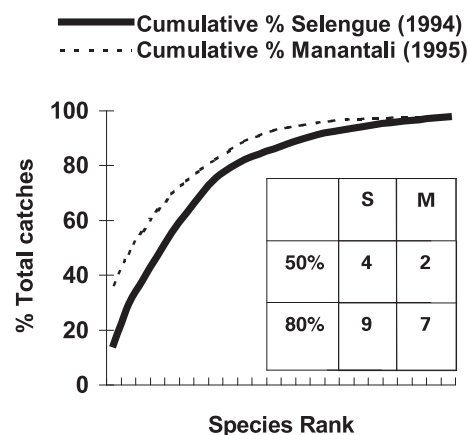 Cumulative % Selengue (1994)
Cumulative % Manantali (1995)
% Total catches
100
80
60
40
20
0
S M
50% 4 2
80% 9 7
Species Rank